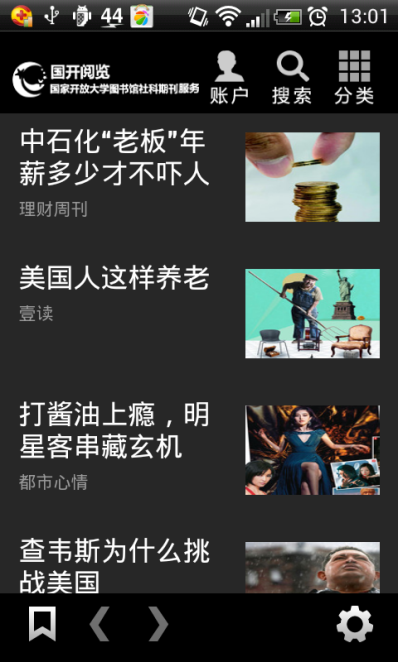 44
13:01
国开阅览
国家开放大学图书馆社科期刊服务
账户
搜索
分类
中石化“老板”年
薪多少才不吓人
理财周刊
美国人这样养老
壹读
打酱油上瘾，明
星客串藏玄机
都市心情
查韦斯为什么挑
战美国